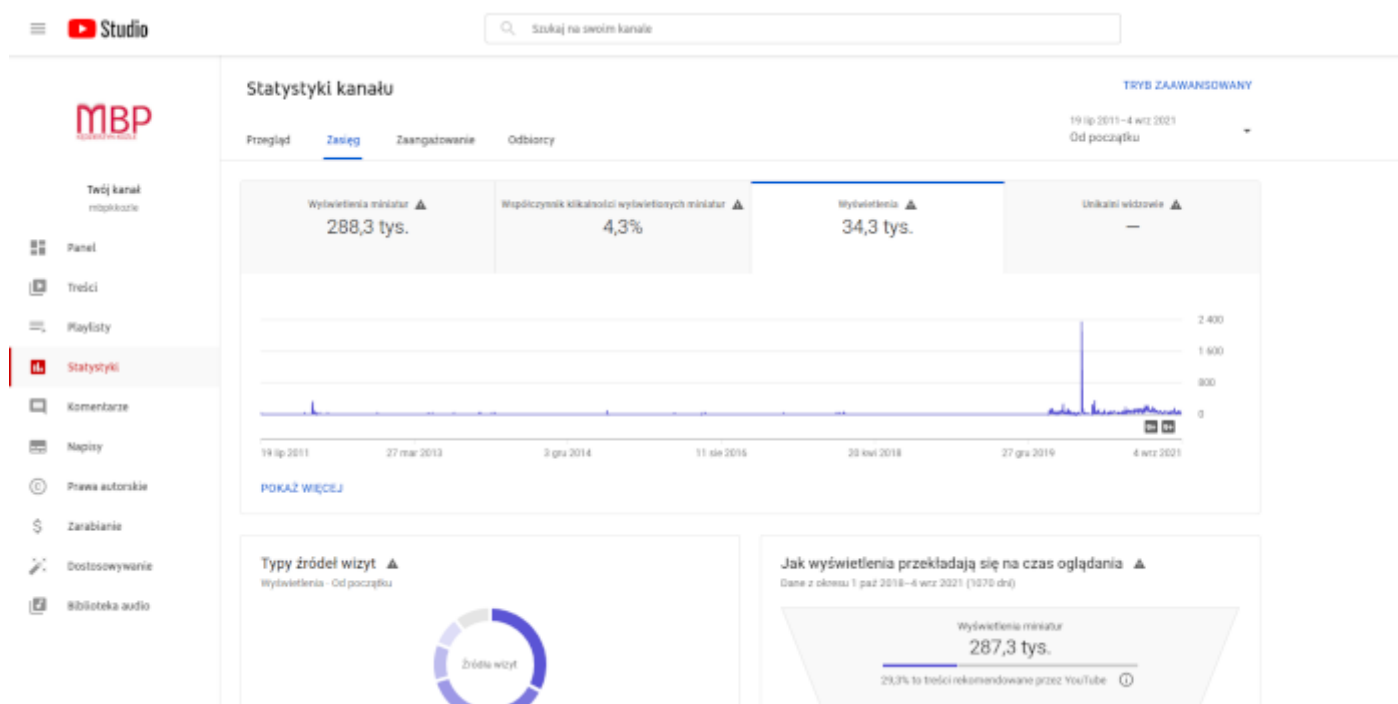 Studio
Szukaj na swoim kanale
MBP
Twój kanał
mbpkkozle
Panel
Treści
Playlisty
Statystyki
Komentarze
Napisy
Prawa autorskie
Zarabianie
Dostosowywanie
Biblioteka audio
Statystyki kanału
TRYB ZAAWANSOWANY
Przegląd
Zasięg
Zaangażowanie
Odbiorcy
19 lip 2011–4 wrz 2021
Od początku
Wyświetlenia miniatur
288,3 tys.
Współczynnik klikalności wyświetlonych miniatur
4,3%
Wyświetlenia
34,3 tys.
Unikalni widzowie
—
2 400
1 600
800
0
19 lip 2011
27 mar 2013
3 gru 2014
11 sie 2016
20 kwi 2018
27 gru 2019
4 wrz 2021
POKAŻ WIĘCEJ
Typy źródeł wizyt
Wyświetlenia · Od początku
Źródła wizyt
Jak wyświetlenia przekładają się na czas oglądania
Dane z okresu 1 paź 2018–4 wrz 2021 (1070 dni)
Wyświetlenia miniatur
287,3 tys.
29,3% to treści rekomendowane przez YouTube